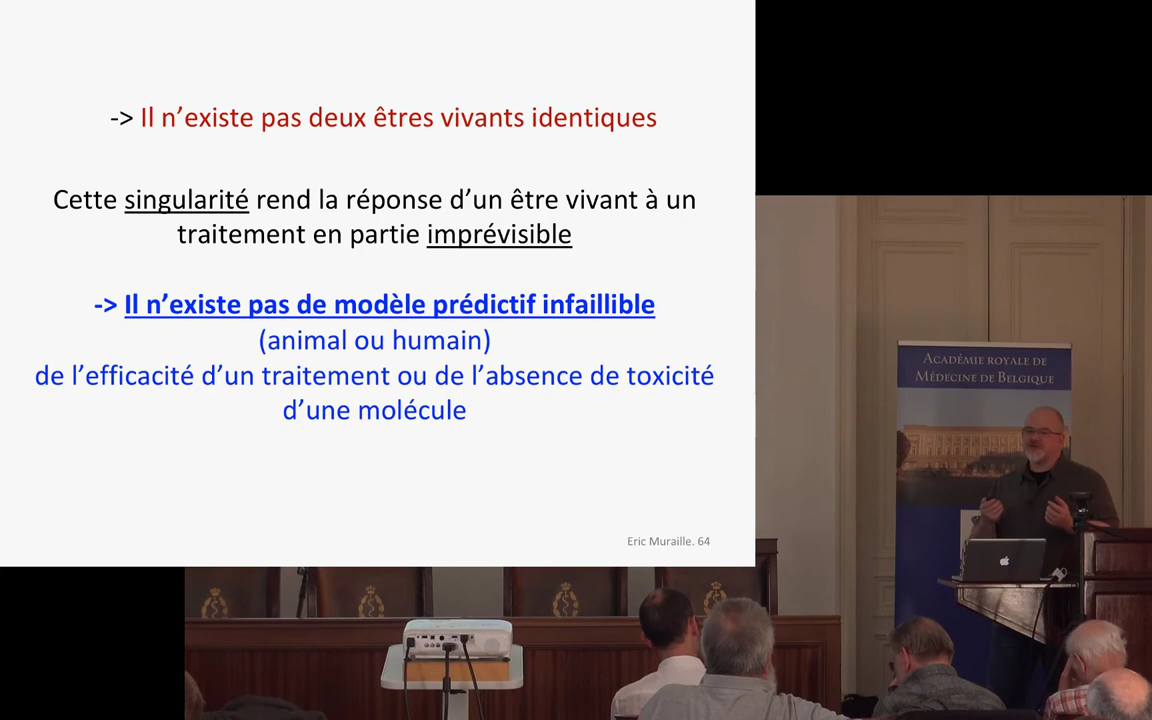 -> Il n’existe pas deux êtres vivants identiques
Cette singularité rend la réponse d’un être vivant à un
traitement en partie imprévisible
-> Il n’existe pas de modèle prédictif infaillible
(animal ou humain)
de l’efficacité d’un traitement ou de l’absence de toxicité
d’une molécule
Eric Muraille. 64
Académie royale de
Médecine de Belgique